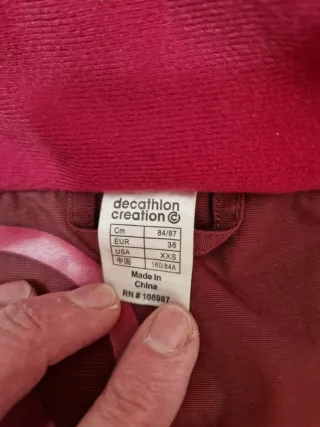 decathlon
creation ©
Cm 84/87
EUR 36
USA XXS
中国 160/84A
Made in
China
RN # 106987